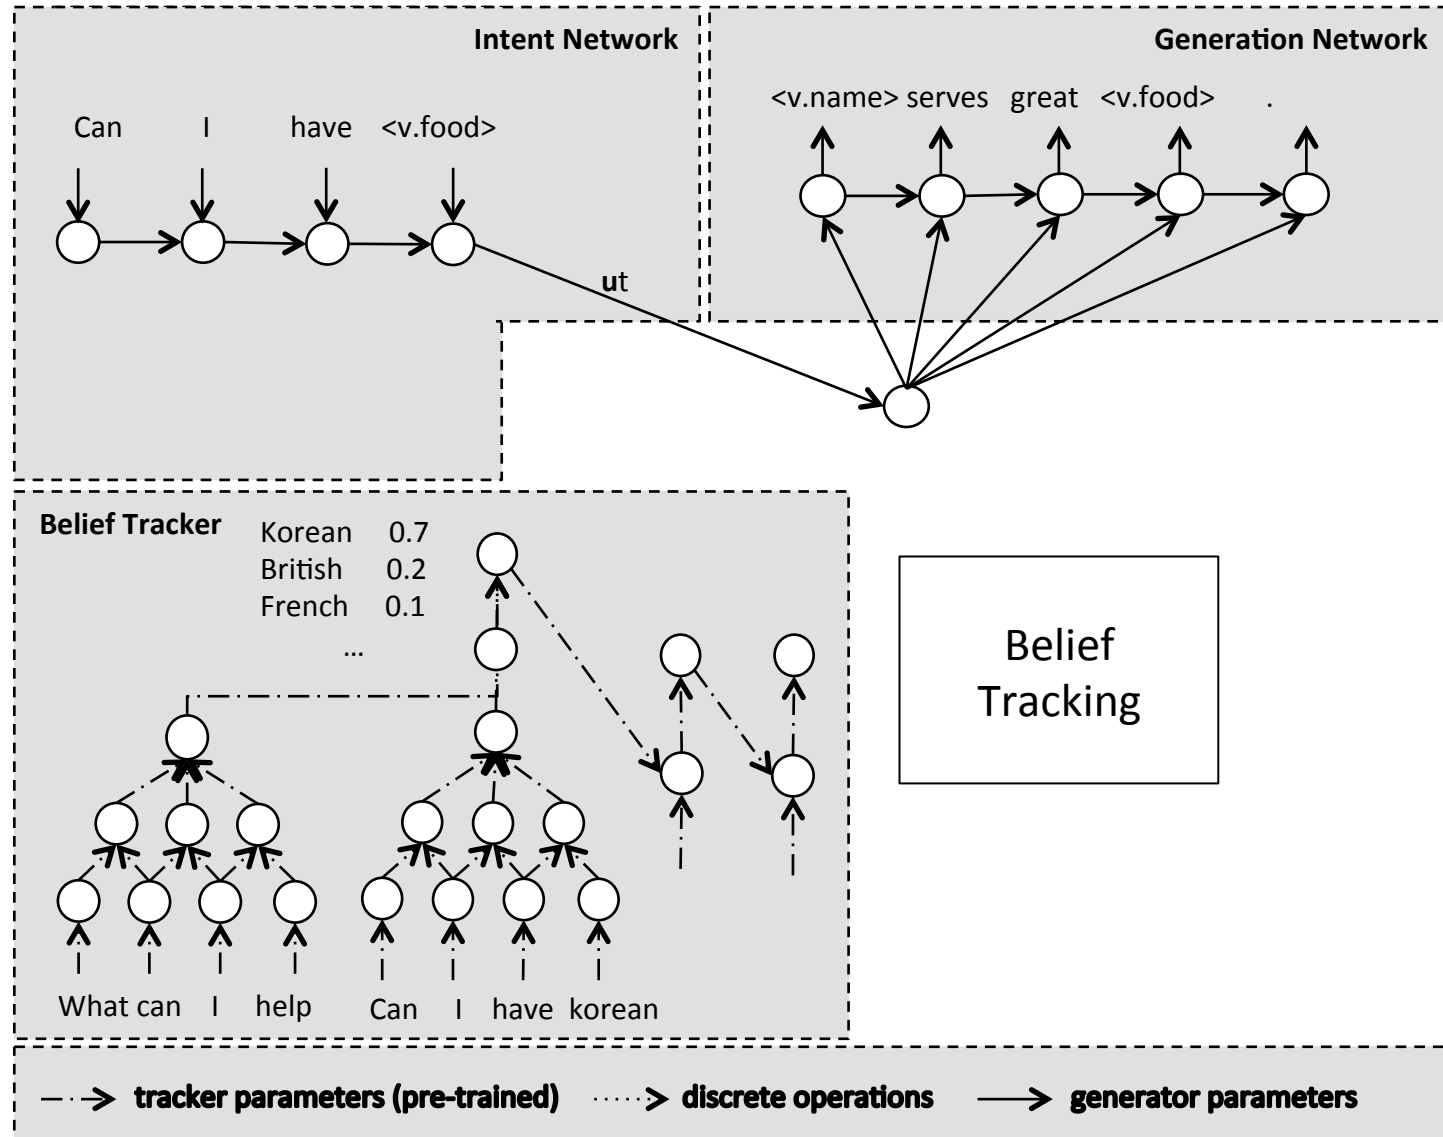 Intent Network
Can I have <v.food>
ut
Generation Network
<v.name> serves great <v.food> .
Belief Tracker
Korean 0.7
British 0.2
French 0.1
...
What can I help
Can I have korean
Belief
Tracking
tracker parameters (pre-trained) discrete operations generator parameters